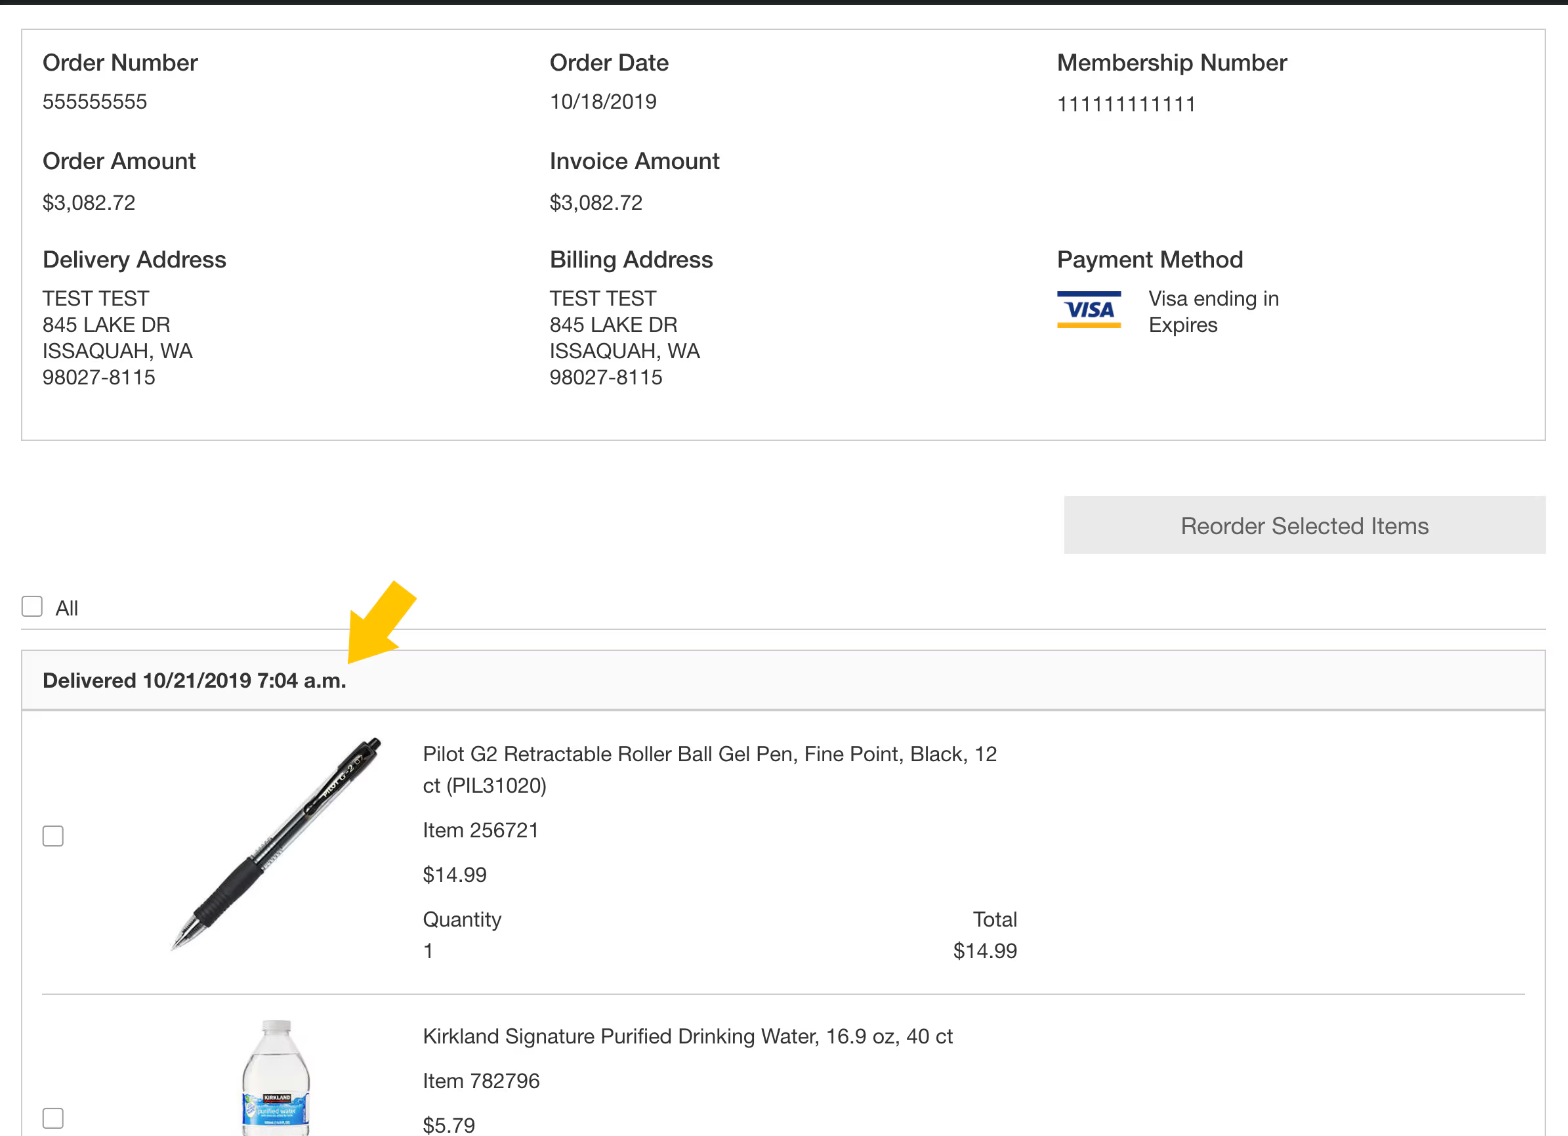 Order Number
555555555
Order Date
10/18/2019
Membership Number
111111111111
Order Amount
$3,082.72
Invoice Amount
$3,082.72
Delivery Address
TEST TEST
845 LAKE DR
ISSAQUAH, WA
98027-8115
Billing Address
TEST TEST
845 LAKE DR
ISSAQUAH, WA
98027-8115
Payment Method
VISA
Visa ending in
Expires
Reorder Selected Items
All
Delivered 10/21/2019 7:04 a.m.
PILOT G-2
Pilot G2 Retractable Roller Ball Gel Pen, Fine Point, Black, 12
ct (PIL31020)
Item 256721
$14.99
Quantity
1
Total
$14.99
KIRKLAND
purified water
Kirkland Signature Purified Drinking Water, 16.9 oz, 40 ct
Item 782796
$5.79